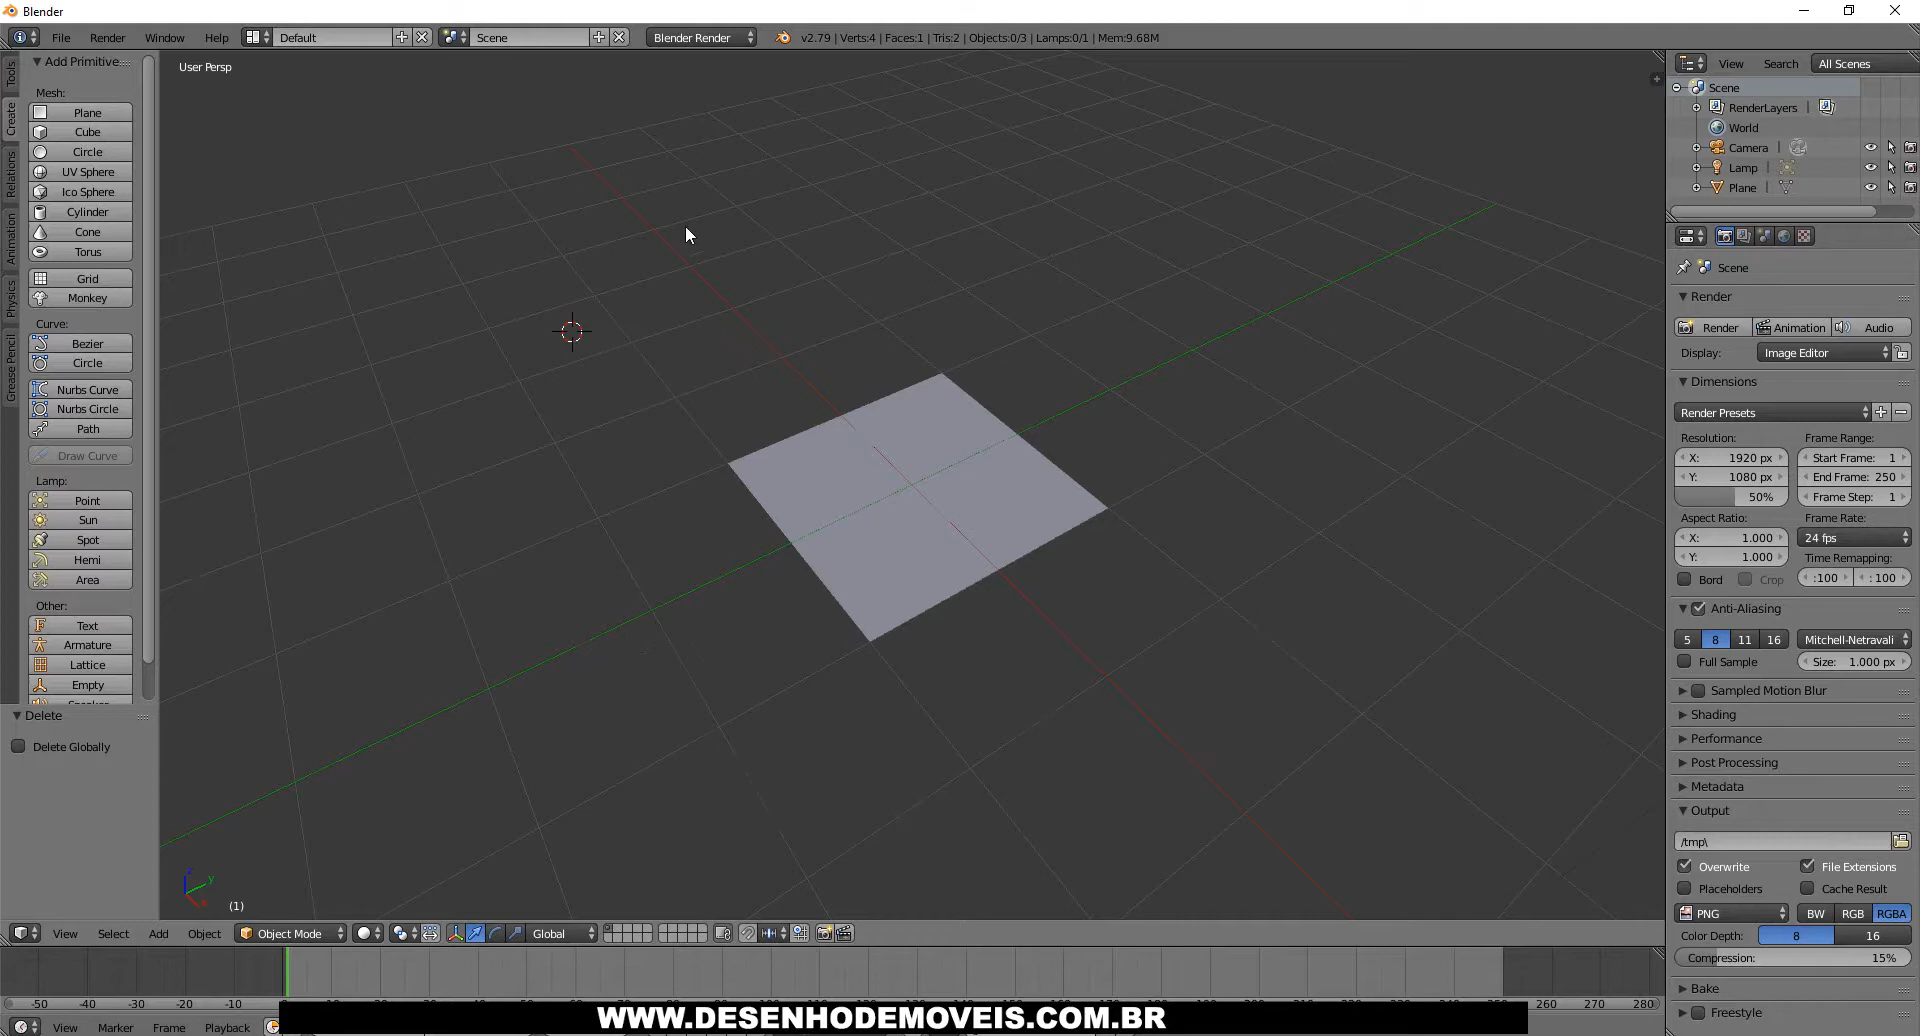 Blender
File Render Window Help Default Scene Blender Render v2.79 | Verts:4 | Faces:1 | Tris:2 | Objects:0/3 | Lamps:0/1 | Mem:9.68M
Tools
Create
Relations
Animation
Physics
Grease Pencil
Add Primitive
Mesh:
Plane
Cube
Circle
UV Sphere
Ico Sphere
Cylinder
Cone
Torus
Grid
Monkey
Curve:
Bezier
Circle
Nurbs Curve
Nurbs Circle
Path
Draw Curve
Lamp:
Point
Sun
Spot
Hemi
Area
Other:
Text
Armature
Lattice
Empty
Delete
Delete Globally
User Persp
z
y
x
(1)
View Select Add Object Object Mode Global
-50 -40 -30 -20 -10 260 270 280
View Marker Frame Playback
WWW.DESENHODEMOVEIS.COM.BR
View Search All Scenes
Scene
RenderLayers
World
Camera
Lamp
Plane
Scene
Render
Render Animation Audio
Display: Image Editor
Dimensions
Render Presets
Resolution: Frame Range:
X: 1920 px Start Frame: 1
Y: 1080 px End Frame: 250
50% Frame Step: 1
Aspect Ratio: Frame Rate:
X: 1.000 24 fps
Y: 1.000 Time Remapping:
Bord Crop :100 : 100
Anti-Aliasing
5 8 11 16 Mitchell-Netravali
Full Sample Size: 1.000 px
Sampled Motion Blur
Shading
Performance
Post Processing
Metadata
Output
/tmp\
Overwrite File Extensions
Placeholders Cache Result
PNG BW RGB RGBA
Color Depth: 8 16
Compression: 15%
Bake
Freestyle